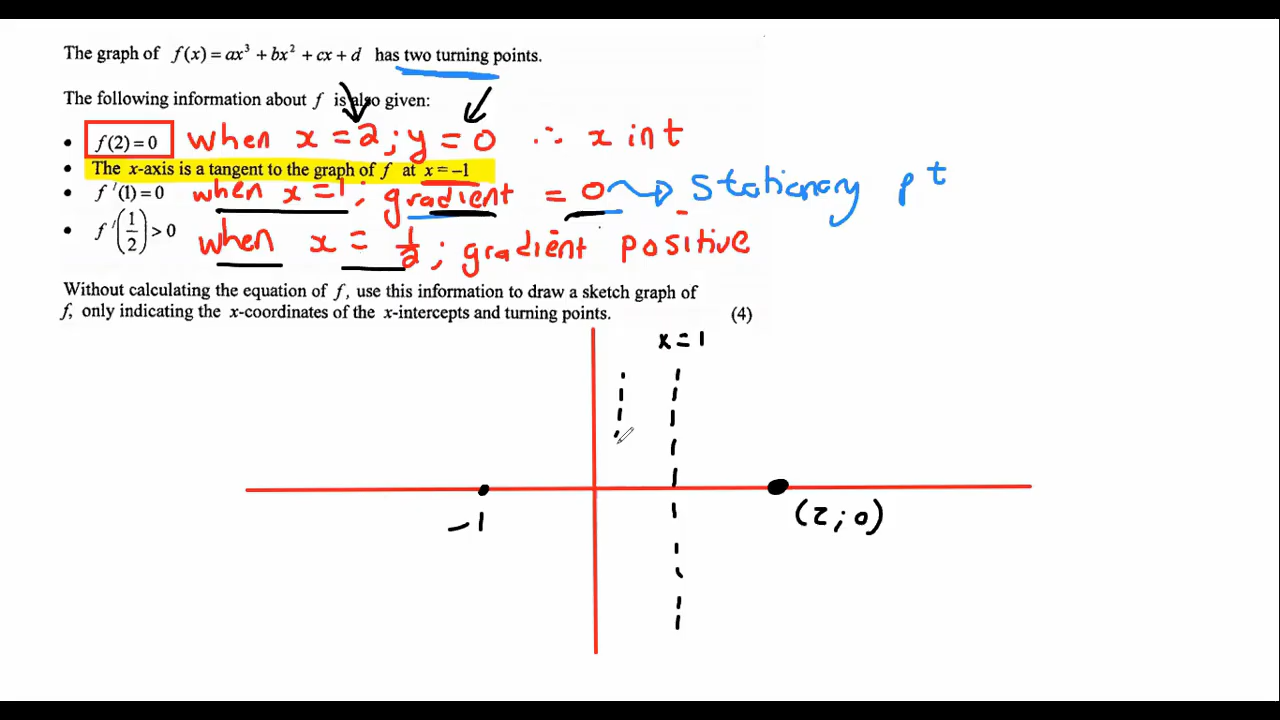 The graph of f(x) = ax³ + bx² + cx + d has two turning points.
The following information about f is also given:
• f(2) = 0 when x = 2 ; y = 0 ∴ x int
• The x-axis is a tangent to the graph of f at x = −1
• f ′(1) = 0 when x = 1 ; gradient = 0 → Stationary pt
• f ′(1/2) > 0 when x = 1/2 ; gradient positive
Without calculating the equation of f, use this information to draw a sketch graph of
f, only indicating the x-coordinates of the x-intercepts and turning points. (4)
x = 1
−1
(2 ; 0)